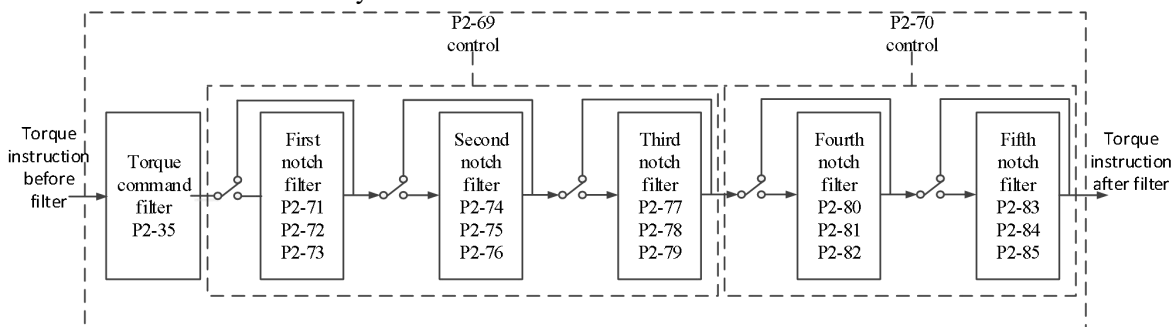 P2-69
control
P2-70
control
Torque
instruction
before
filter
Torque
command
filter
P2-35
First
notch
filter
P2-71
P2-72
P2-73
Second
notch
filter
P2-74
P2-75
P2-76
Third
notch
filter
P2-77
P2-78
P2-79
Fourth
notch
filter
P2-80
P2-81
P2-82
Fifth
notch
filter
P2-83
P2-84
P2-85
Torque
instruction
after filter